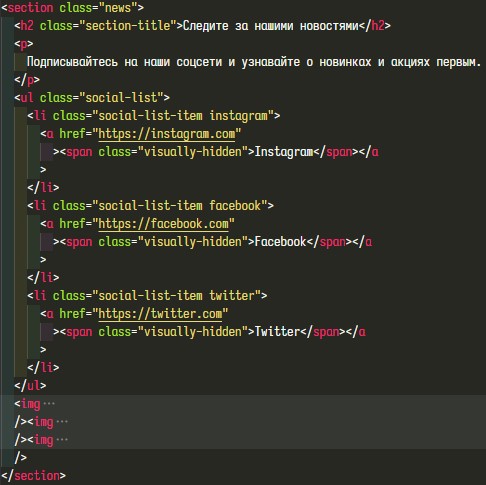 <section class="news">
<h2 class="section-title">Следите за нашими новостями</h2>
<p>
Подписывайтесь на наши соцсети и узнавайте о новинках и акциях первым.
</p>
<ul class="social-list">
<li class="social-list-item instagram">
<a href="https://instagram.com"
><span class="visually-hidden">Instagram</span></a
>
</li>
<li class="social-list-item facebook">
<a href="https://facebook.com"
><span class="visually-hidden">Facebook</span></a
>
</li>
<li class="social-list-item twitter">
<a href="https://twitter.com"
><span class="visually-hidden">Twitter</span></a
>
</li>
</ul>
<img···
/><img···
/><img···
/>
</section>